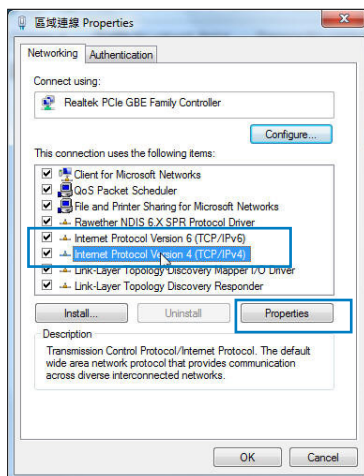 區域連線 Properties
Networking
Authentication
Connect using:
Realtek PCIe GBE Family Controller
Configure...
This connection uses the following items:
Client for Microsoft Networks
QoS Packet Scheduler
File and Printer Sharing for Microsoft Networks
Rawether NDIS 6.X SPR Protocol Driver
Internet Protocol Version 6 (TCP/IPv6)
Internet Protocol Version 4 (TCP/IPv4)
Link-Layer Topology Discovery Mapper I/O Driver
Link-Layer Topology Discovery Responder
Install...
Uninstall
Properties
Description
Transmission Control Protocol/Internet Protocol. The default
wide area network protocol that provides communication
across diverse interconnected networks.
OK
Cancel